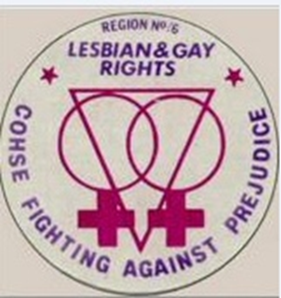 REGION Nº/6
LESBIAN & GAY
RIGHTS
COHSE FIGHTING AGAINST PREJUDICE